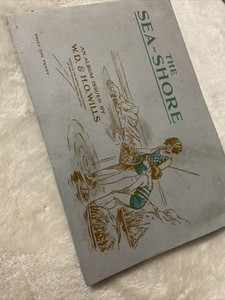 THE
SEA-SHORE
AN ALBUM ISSUED BY
W.D. & H.O. WILLS
PRICE ONE PENNY